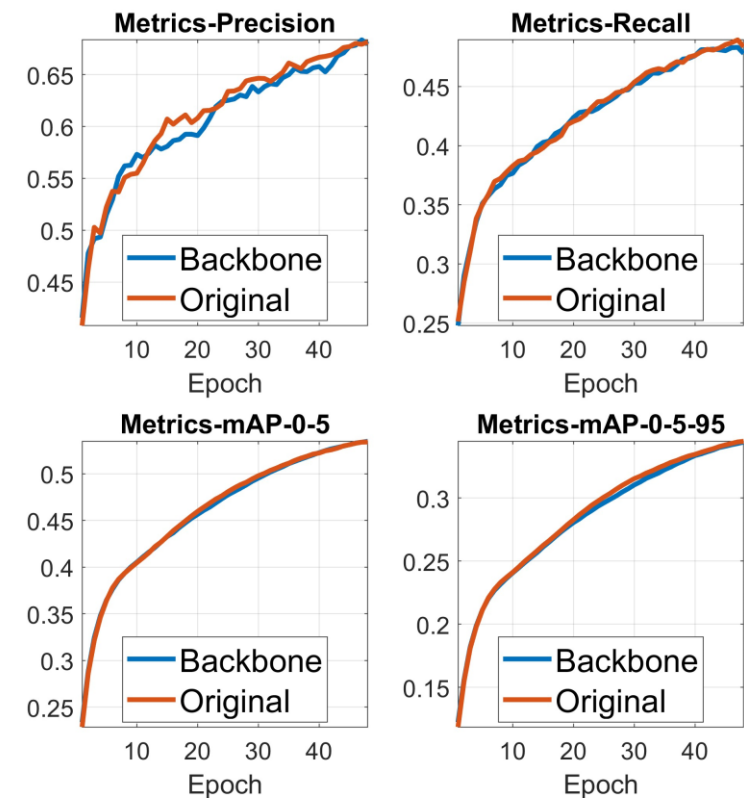 Metrics-Precision
0.65
0.6
0.55
0.5
0.45
Backbone
Original
10 20 30 40
Epoch
Metrics-Recall
0.45
0.4
0.35
0.3
0.25
Backbone
Original
10 20 30 40
Epoch
Metrics-mAP-0-5
0.5
0.45
0.4
0.35
0.3
0.25
Backbone
Original
10 20 30 40
Epoch
Metrics-mAP-0-5-95
0.3
0.25
0.2
0.15
Backbone
Original
10 20 30 40
Epoch